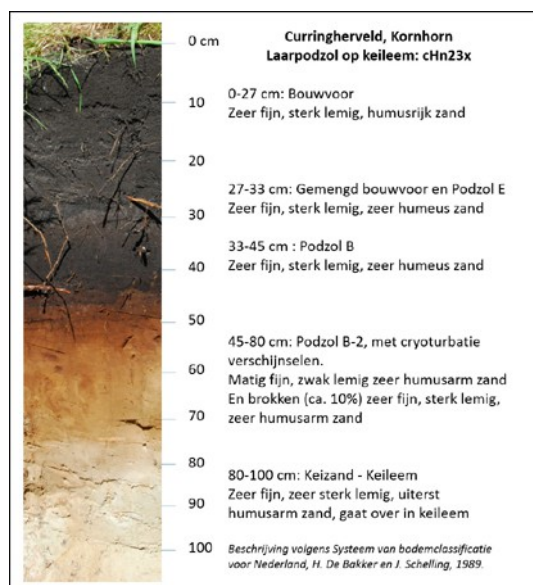 Curringherveld, Kornhorn
Laarpodzol op keileem: cHn23x
0 cm
0-27 cm: Bouwvoor
Zeer fijn, sterk lemig, humusrijk zand
10
20
27-33 cm: Gemengd bouwvoor en Podzol E
Zeer fijn, sterk lemig, zeer humeus zand
30
33-45 cm : Podzol B
Zeer fijn, sterk lemig, zeer humeus zand
40
50
45-80 cm: Podzol B-2, met cryoturbatie
verschijnselen.
Matig fijn, zwak lemig zeer humusarm zand
En brokken (ca. 10%) zeer fijn, sterk lemig,
zeer humusarm zand
60
70
80
80-100 cm: Keizand - Keileem
Zeer fijn, zeer sterk lemig, uiterst
humusarm zand, gaat over in keileem
90
100
Beschrijving volgens Systeem van bodemclassificatie
voor Nederland, H. De Bakker en J. Schelling, 1989.